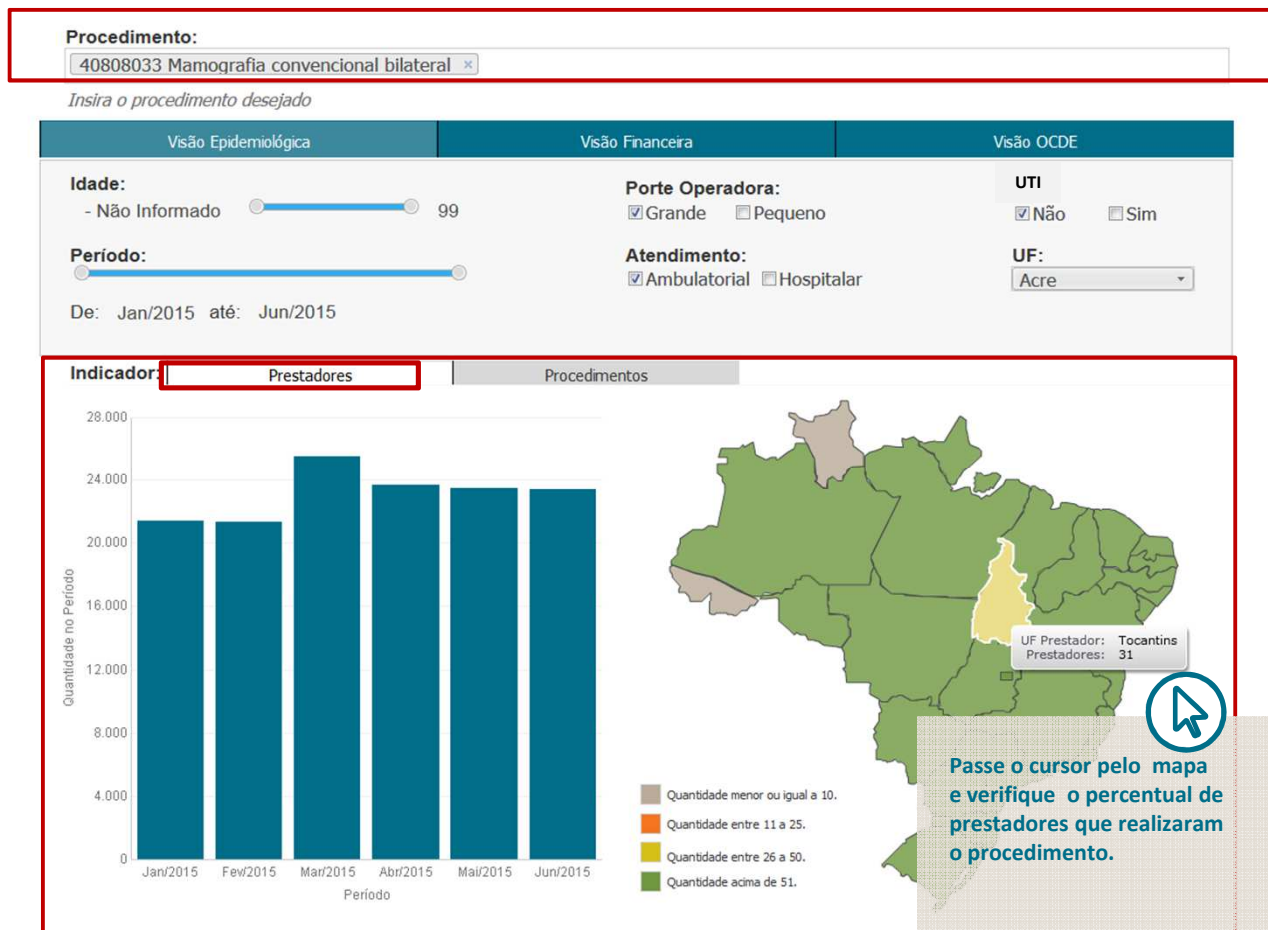 Procedimento:
40808033 Mamografia convencional bilateral ×
Insira o procedimento desejado
Visão Epidemiológica Visão Financeira Visão OCDE
Idade:
- Não Informado 99
Porte Operadora:
Grande Pequeno
UTI
Não Sim
Período:
De: Jan/2015 até: Jun/2015
Atendimento:
Ambulatorial Hospitalar
UF:
Acre
Indicador: Prestadores Procedimentos
28.000
24.000
20.000
16.000
12.000
8.000
4.000
0
Quantidade no Período
Jan/2015 Fev/2015 Mar/2015 Abr/2015 Mai/2015 Jun/2015
Período
UF Prestador: Tocantins
Prestadores: 31
Quantidade menor ou igual a 10.
Quantidade entre 11 a 25.
Quantidade entre 26 a 50.
Quantidade acima de 51.
Passe o cursor pelo mapa
e verifique o percentual de
prestadores que realizaram
o procedimento.